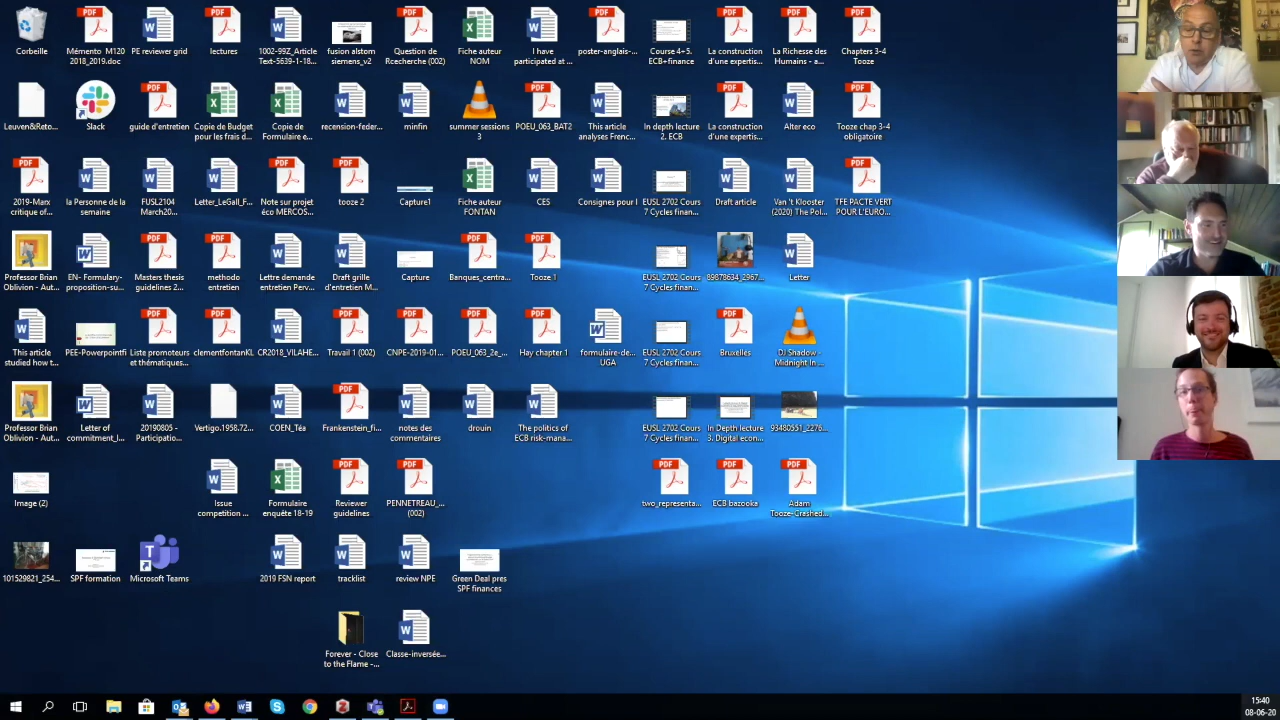 Corbeille
Mémento M120
2018_2019.doc
PE reviewer grid
lectures
1002-99Z_Article
Text-5639-1-18...
fusion alstom
siemens_v2
Question de
Rcecherche (002)
Fiche auteur
NOM
I have
participated at ...
poster-anglais-...
Course 4+5
ECB+finance
La construction
d'une expertis...
La Richesse des
Humains - a...
Chapters 3-4
Tooze
Leuven&Reto...
Slack
guide d'entretien
Copie de Budget
pour les frais d...
Copie de
Formulaire e...
recension-feder...
minfin
summer sessions
3
POEU_063_BAT2
This article
analyses Frenc...
In depth lecture
2. ECB
La construction
d'une expertis...
Alter eco
Tooze chap 3-4
obligatoire
2019-Marx
critique of...
la Personne de la
semaine
FUSL2104
March20...
Letter_LeGall_F...
Note sur projet
éco MERCOS...
tooze 2
Capture1
Fiche auteur
FONTAN
CES
Consignes pour l
EUSL 2702 Cours
7 Cycles finan...
Draft article
Van 't Klooster
(2020) The Pol...
TFE PACTE VERT
POUR L'EURO...
Professor Brian
Oblivion - Aub...
EN- Formulary-
proposition-su...
Masters thesis
guidelines 2...
methodo
entretien
Lettre demande
entretien Perv...
Draft grille
d'entretien M...
Capture
Banques_centra...
Tooze 1
EUSL 2702 Cours
7 Cycles finan...
89878634_2967...
Letter
This article
studied how t...
PEE-Powerpointfi
Liste promoteurs
et thématiques...
clementfontanKL
CR2018_VILAHE...
Travail 1 (002)
CNPE-2019-01...
POEU_063_2e_...
Hay chapter 1
formulaire-de...
UGA
EUSL 2702 Cours
7 Cycles finan...
Bruxelles
DJ Shadow -
Midnight In ...
Professor Brian
Oblivion - Aub...
Letter of
commitment_l...
20190805 -
Participatio...
Vertigo.1958.72...
COEN_Téa
Frankenstein_fi...
notes des
commentaires
drouin
The politics of
ECB risk-mana...
EUSL 2702 Cours
7 Cycles finan...
In Depth lecture
3. Digital econ...
93480551_2276...
Image (2)
Issue
competition ...
Formulaire
enquête 18-19
Reviewer
guidelines
PENNETREAU_...
(002)
two_representa...
ECB bazooka
Adam
Tooze-Crashed...
101529821_254...
SPF formation
Microsoft Teams
2019 FSN report
tracklist
review NPE
Green Deal pres
SPF finances
Forever - Close
to the Flame -...
Classe-inversée...
15:40
08-06-20